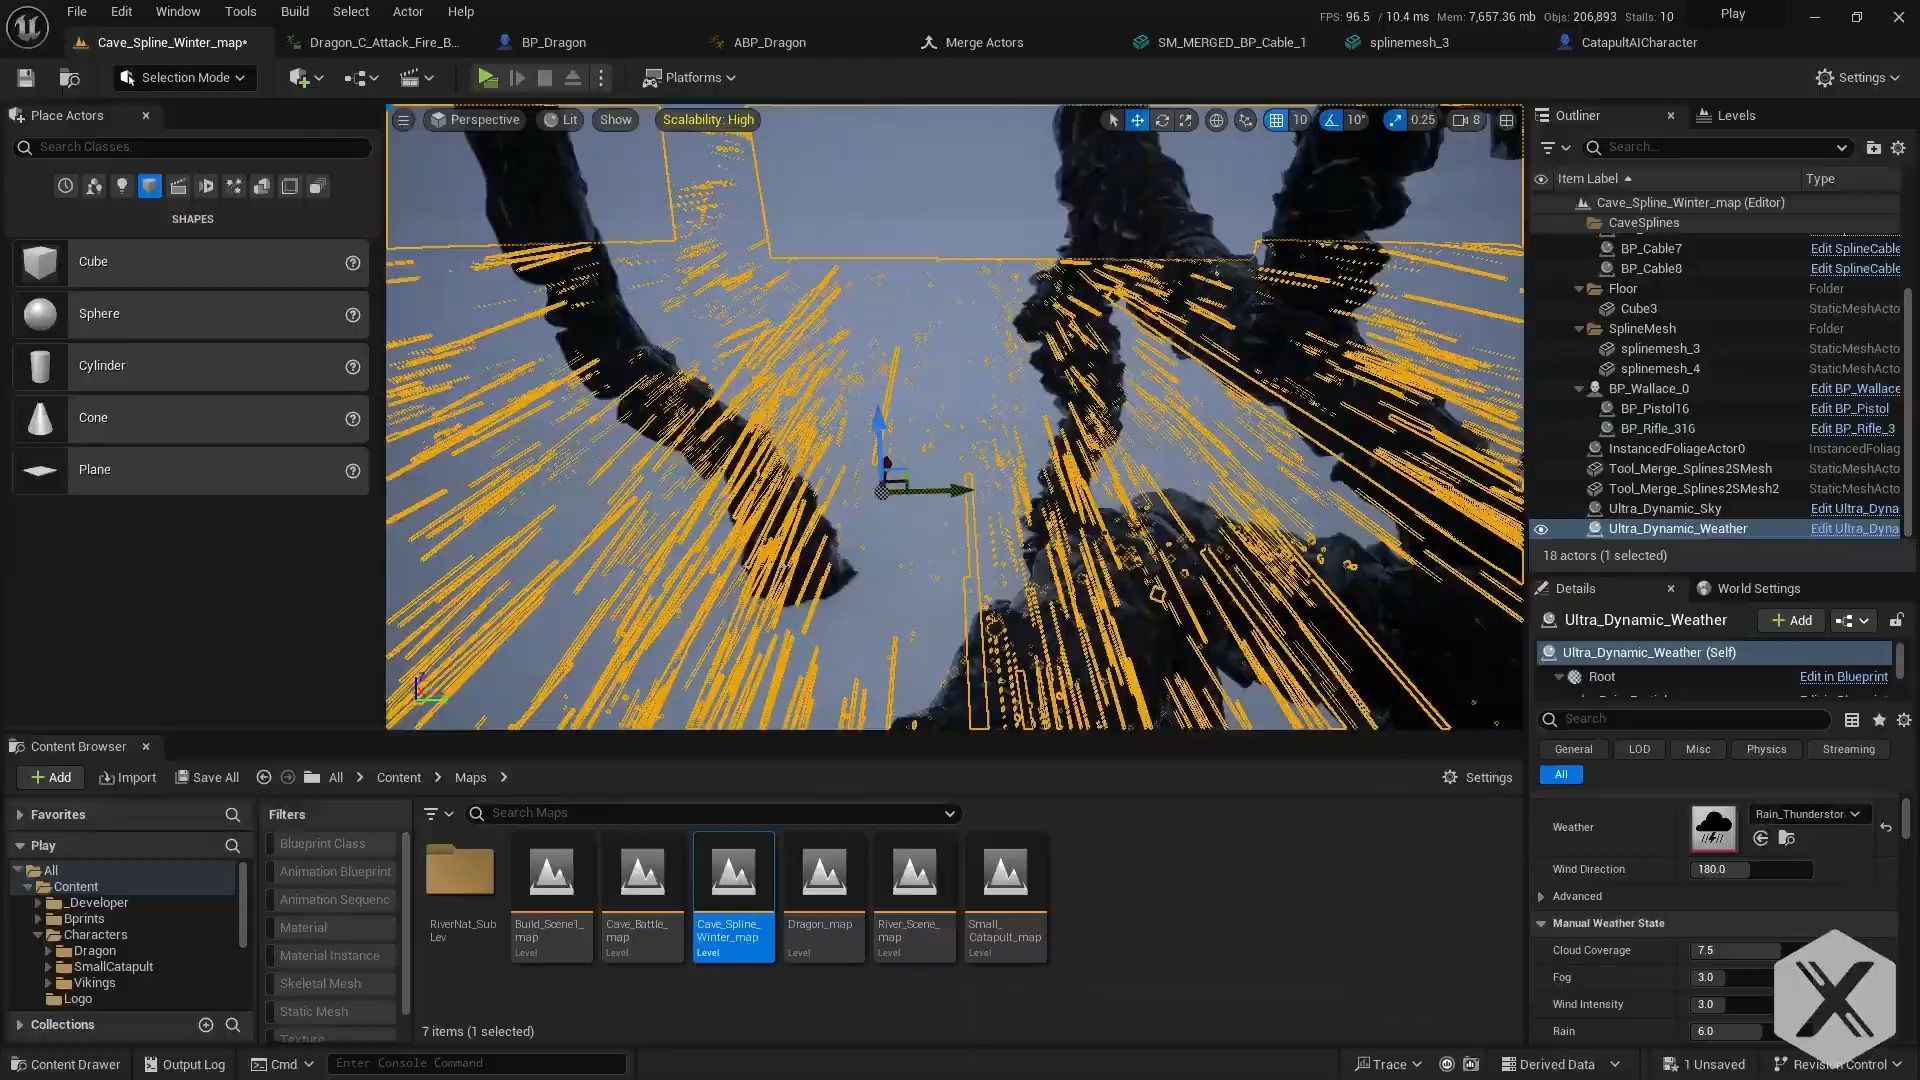 File Edit Window Tools Build Select Actor Help
FPS: 96.5 / 10.4 ms Mem: 7,657.36 mb Objs: 206,893 Stalls: 10
Play
Cave_Spline_Winter_map*
Dragon_C_Attack_Fire_B...
BP_Dragon
ABP_Dragon
Merge Actors
SM_MERGED_BP_Cable_1
splinemesh_3
CatapultAICharacter
Selection Mode
Platforms
Settings
Place Actors
Search Classes
SHAPES
Cube
Sphere
Cylinder
Cone
Plane
Perspective
Lit
Show
Scalability: High
10
10°
0.25
8
Outliner
Levels
Search...
Item Label
Type
Cave_Spline_Winter_map (Editor)
CaveSplines
BP_Cable7 Edit SplineCable
BP_Cable8 Edit SplineCable
Floor Folder
Cube3 StaticMeshActo
SplineMesh Folder
splinemesh_3 StaticMeshActo
splinemesh_4 StaticMeshActo
BP_Wallace_0 Edit BP_Wallace
BP_Pistol16 Edit BP_Pistol
BP_Rifle_316 Edit BP_Rifle_3
InstancedFoliageActor0 InstancedFoliag
Tool_Merge_Splines2SMesh StaticMeshActo
Tool_Merge_Splines2SMesh2 StaticMeshActo
Ultra_Dynamic_Sky Edit Ultra_Dyna
Ultra_Dynamic_Weather Edit Ultra_Dyna
18 actors (1 selected)
Details
World Settings
Ultra_Dynamic_Weather
Add
Ultra_Dynamic_Weather (Self)
Root Edit in Blueprint
Search
General LOD Misc Physics Streaming
All
Weather
Rain_Thunderstor
Wind Direction 180.0
Advanced
Manual Weather State
Cloud Coverage 7.5
Fog 3.0
Wind Intensity 3.0
Rain 6.0
Content Browser
Add
Import
Save All
All
Content
Maps
Settings
Favorites
Play
All
Content
_Developer
Bprints
Characters
Dragon
SmallCatapult
Vikings
Logo
Collections
Filters
Blueprint Class
Animation Blueprint
Animation Sequenc
Material
Material Instance
Skeletal Mesh
Static Mesh
Texture
Search Maps
RiverNat_Sub
Lev
Build_Scene1_
map
Level
Cave_Battle_
map
Level
Cave_Spline_
Winter_map
Level
Dragon_map
Level
River_Scene_
map
Level
Small_
Catapult_map
Level
7 items (1 selected)
Content Drawer
Output Log
Cmd
Enter Console Command
Trace
Derived Data
1 Unsaved
Revision Control